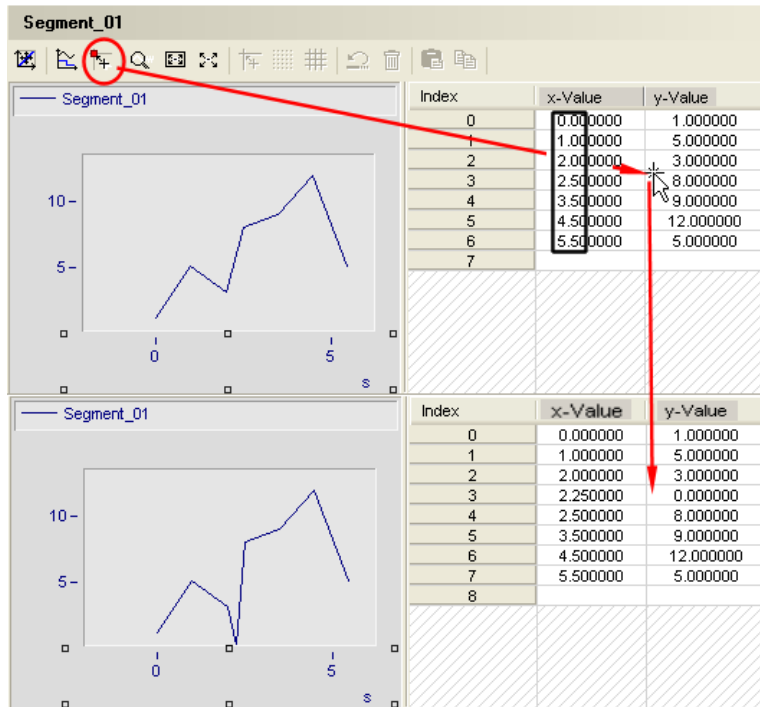 Segment_01
Segment_01
10
5
0
5
s
Index x-Value y-Value
0 0.000000 1.000000
1 1.000000 5.000000
2 2.000000 3.000000
3 2.500000 8.000000
4 3.500000 9.000000
5 4.500000 12.000000
6 5.500000 5.000000
7
Segment_01
10
5
0
5
s
Index x-Value y-Value
0 0.000000 1.000000
1 1.000000 5.000000
2 2.000000 3.000000
3 2.250000 0.000000
4 2.500000 8.000000
5 3.500000 9.000000
6 4.500000 12.000000
7 5.500000 5.000000
8